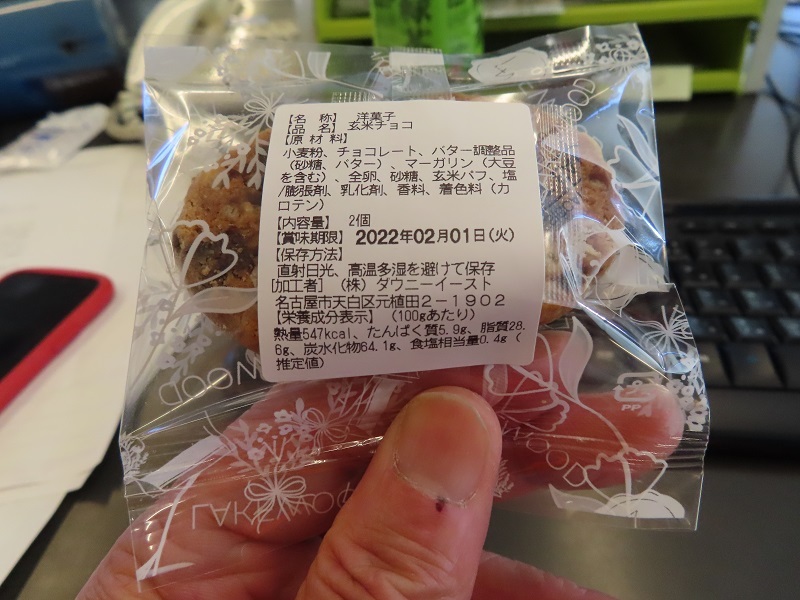 【名　称】　洋菓子
【品　名】玄米チョコ
【原 材 料】
小麦粉、チョコレート、バター調整品
（砂糖、バター）、マーガリン（大豆
を含む）、全卵、砂糖、玄米パフ、塩
/膨張剤、乳化剤、香料、着色料（カ
ロテン）
【内容量】 2個
【賞味期限】 2022年02月01日(火)
【保存方法】
直射日光、高温多湿を避けて保存
[加工者]（株）ダウニーイースト
名古屋市天白区元植田2－1902
【栄養成分表示】（100gあたり）
熱量547kcal、たんぱく質5.9g、脂質28.
6g、炭水化物64.1g、食塩相当量0.4g（
推定値）
PP